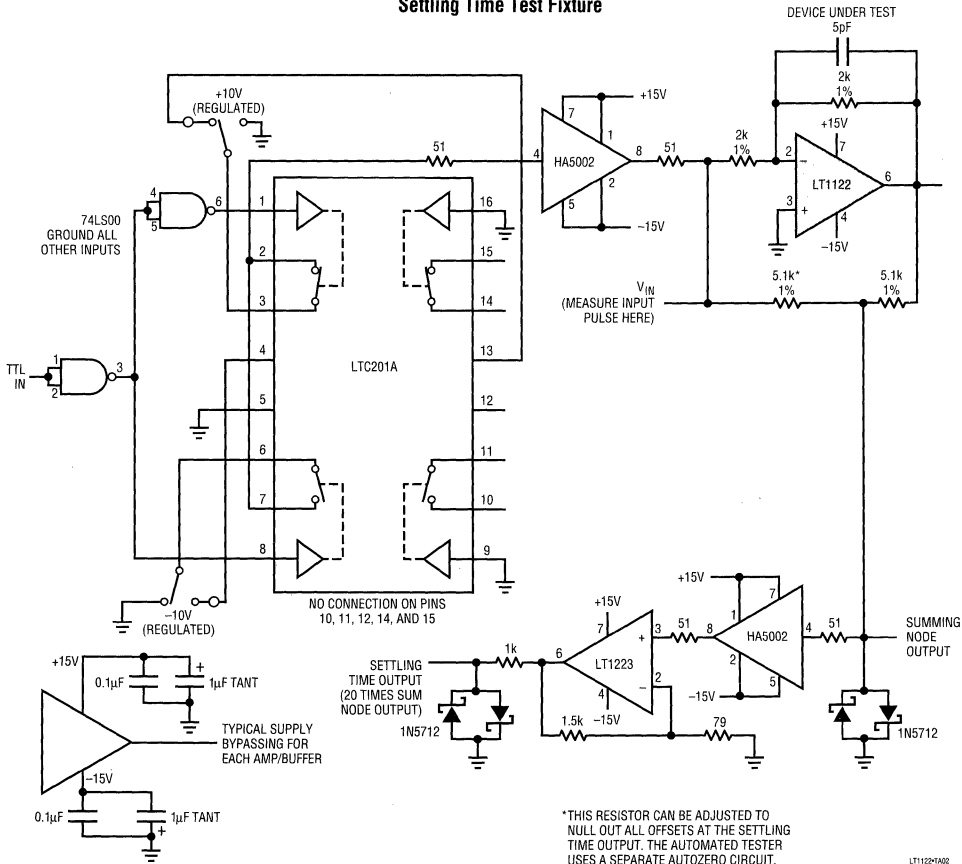 Settling Time Test Fixture
DEVICE UNDER TEST
5pF
2k
1%
+10V
(REGULATED)
+15V
7
1
4
HA5002
8
2
5
–15V
51
51
2k
1%
+15V
2
–
7
LT1122
6
3
+
4
–15V
74LS00
GROUND ALL
OTHER INPUTS
4
5
6
1
2
3
4
5
6
7
8
16
15
14
13
12
11
10
9
LTC201A
TTL
IN
1
2
3
VIN
(MEASURE INPUT
PULSE HERE)
5.1k*
1%
5.1k
1%
–10V
(REGULATED)
NO CONNECTION ON PINS
10, 11, 12, 14, AND 15
+15V
0.1μF
+
1μF TANT
TYPICAL SUPPLY
BYPASSING FOR
EACH AMP/BUFFER
–15V
0.1μF
1μF TANT
+
SETTLING
TIME OUTPUT
(20 TIMES SUM
NODE OUTPUT)
1k
1N5712
+15V
7
+
3
6
LT1223
–
2
4
–15V
1.5k
79
51
+15V
1
7
8
HA5002
4
2
5
–15V
51
SUMMING
NODE
OUTPUT
1N5712
*THIS RESISTOR CAN BE ADJUSTED TO
NULL OUT ALL OFFSETS AT THE SETTLING
TIME OUTPUT. THE AUTOMATED TESTER
USES A SEPARATE AUTOZERO CIRCUIT.
LT1122•TA02